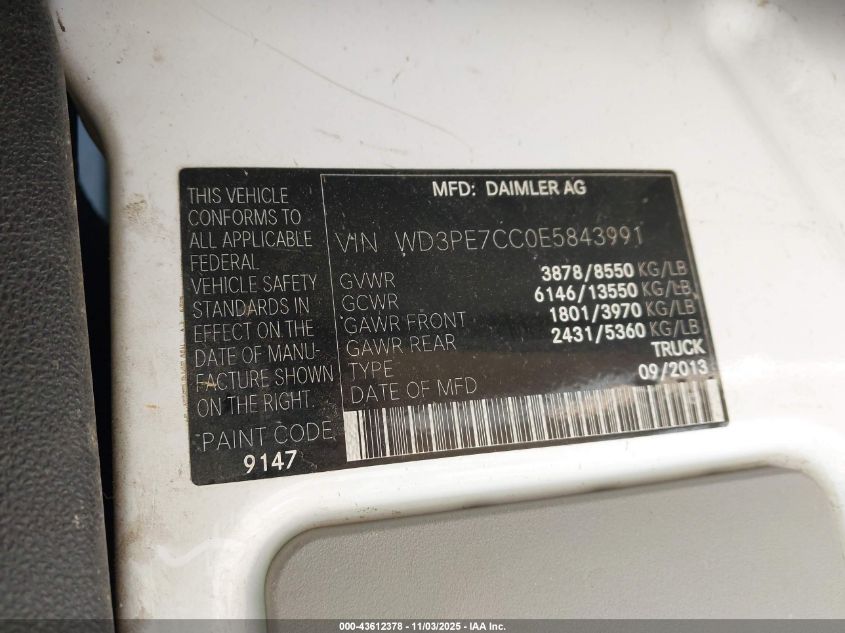 MFD: DAIMLER AG
THIS VEHICLE
CONFORMS TO
ALL APPLICABLE
FEDERAL
VEHICLE SAFETY
STANDARDS IN
EFFECT ON THE
DATE OF MANU-
FACTURE SHOWN
ON THE RIGHT
PAINT CODE
9147
VIN WD3PE7CC0E5843991
GVWR 3878/8550 KG/LB
GCWR 6146/13550 KG/LB
GAWR FRONT 1801/3970 KG/LB
GAWR REAR 2431/5360 KG/LB
TYPE TRUCK
DATE OF MFD 09/2013
000-43612378 - 11/03/2025 - IAA Inc.